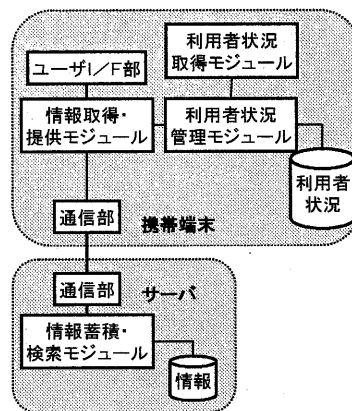 利用者状況
取得モジュール
ユーザI/F部
情報取得・
提供モジュール
利用者状況
管理モジュール
利用者
状況
通信部
携帯端末
通信部
サーバ
情報蓄積・
検索モジュール
情報